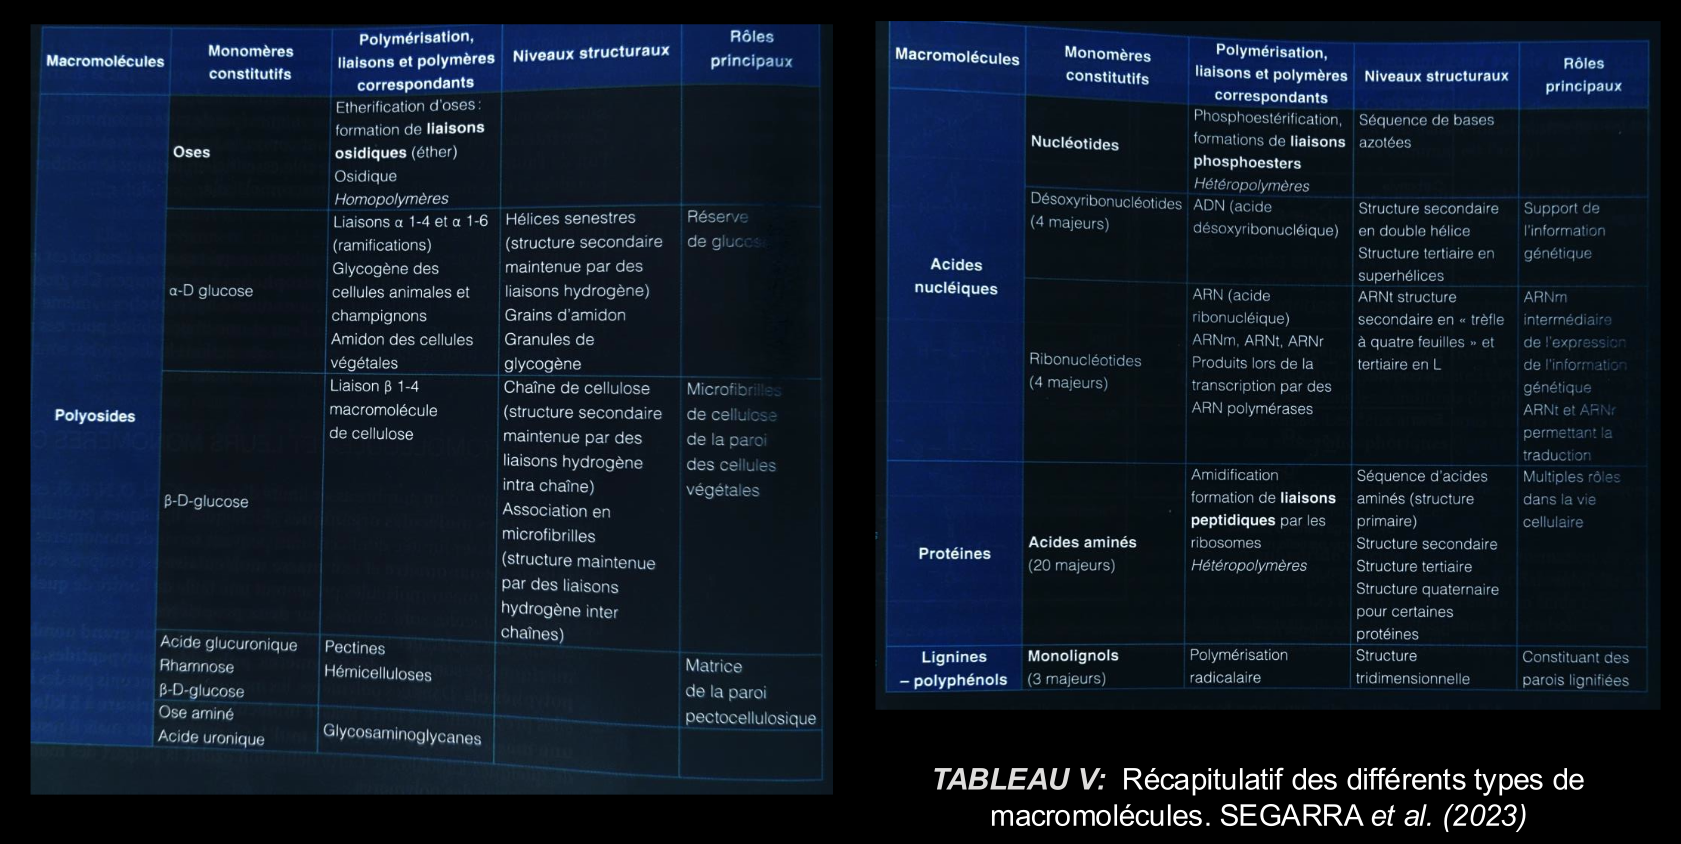 Macromolécules
Monomères
constitutifs
Polymérisation,
liaisons et polymères
correspondants
Niveaux structuraux
Rôles
principaux
Polyosides
Oses
Etherification d'oses :
formation de liaisons
osidiques (éther)
Osidique
Homopolymères
α-D glucose
Liaisons α 1-4 et α 1-6
(ramifications)
Glycogène des
cellules animales et
champignons
Amidon des cellules
végétales
Hélices senestres
(structure secondaire
maintenue par des
liaisons hydrogène)
Grains d'amidon
Granules de
glycogène
Réserve
de glucose
β-D-glucose
Liaison β 1-4
macromolécule
de cellulose
Chaîne de cellulose
(structure secondaire
maintenue par des
liaisons hydrogène
intra chaîne)
Association en
microfibrilles
(structure maintenue
par des liaisons
hydrogène inter
chaînes)
Microfibrilles
de cellulose
de la paroi
des cellules
végétales
Acide glucuronique
Rhamnose
β-D-glucose
Pectines
Hémicelluloses
Matrice
de la paroi
pectocellulosique
Ose aminé
Acide uronique
Glycosaminoglycanes
Macromolécules
Monomères
constitutifs
Polymérisation,
liaisons et polymères
correspondants
Niveaux structuraux
Rôles
principaux
Acides
nucléiques
Nucléotides
Phosphoestérification,
formations de liaisons
phosphoesters
Hétéropolymères
Séquence de bases
azotées
Désoxyribonucléotides
(4 majeurs)
ADN (acide
désoxyribonucléique)
Structure secondaire
en double hélice
Structure tertiaire en
superhélices
Support de
l'information
génétique
Ribonucléotides
(4 majeurs)
ARN (acide
ribonucléique)
ARNm, ARNt, ARNr
Produits lors de la
transcription par des
ARN polymérases
ARNt structure
secondaire en « trèfle
à quatre feuilles » et
tertiaire en L
ARNm
intermédiaire
de l'expression
de l'information
génétique
ARNt et ARNr
permettant la
traduction
Protéines
Acides aminés
(20 majeurs)
Amidification
formation de liaisons
peptidiques par les
ribosomes
Hétéropolymères
Séquence d'acides
aminés (structure
primaire)
Structure secondaire
Structure tertiaire
Structure quaternaire
pour certaines
protéines
Multiples rôles
dans la vie
cellulaire
Lignines
– polyphénols
Monolignols
(3 majeurs)
Polymérisation
radicalaire
Structure
tridimensionnelle
Constituant des
parois lignifiées
TABLEAU V: Récapitulatif des différents types de
macromolécules. SEGARRA et al. (2023)